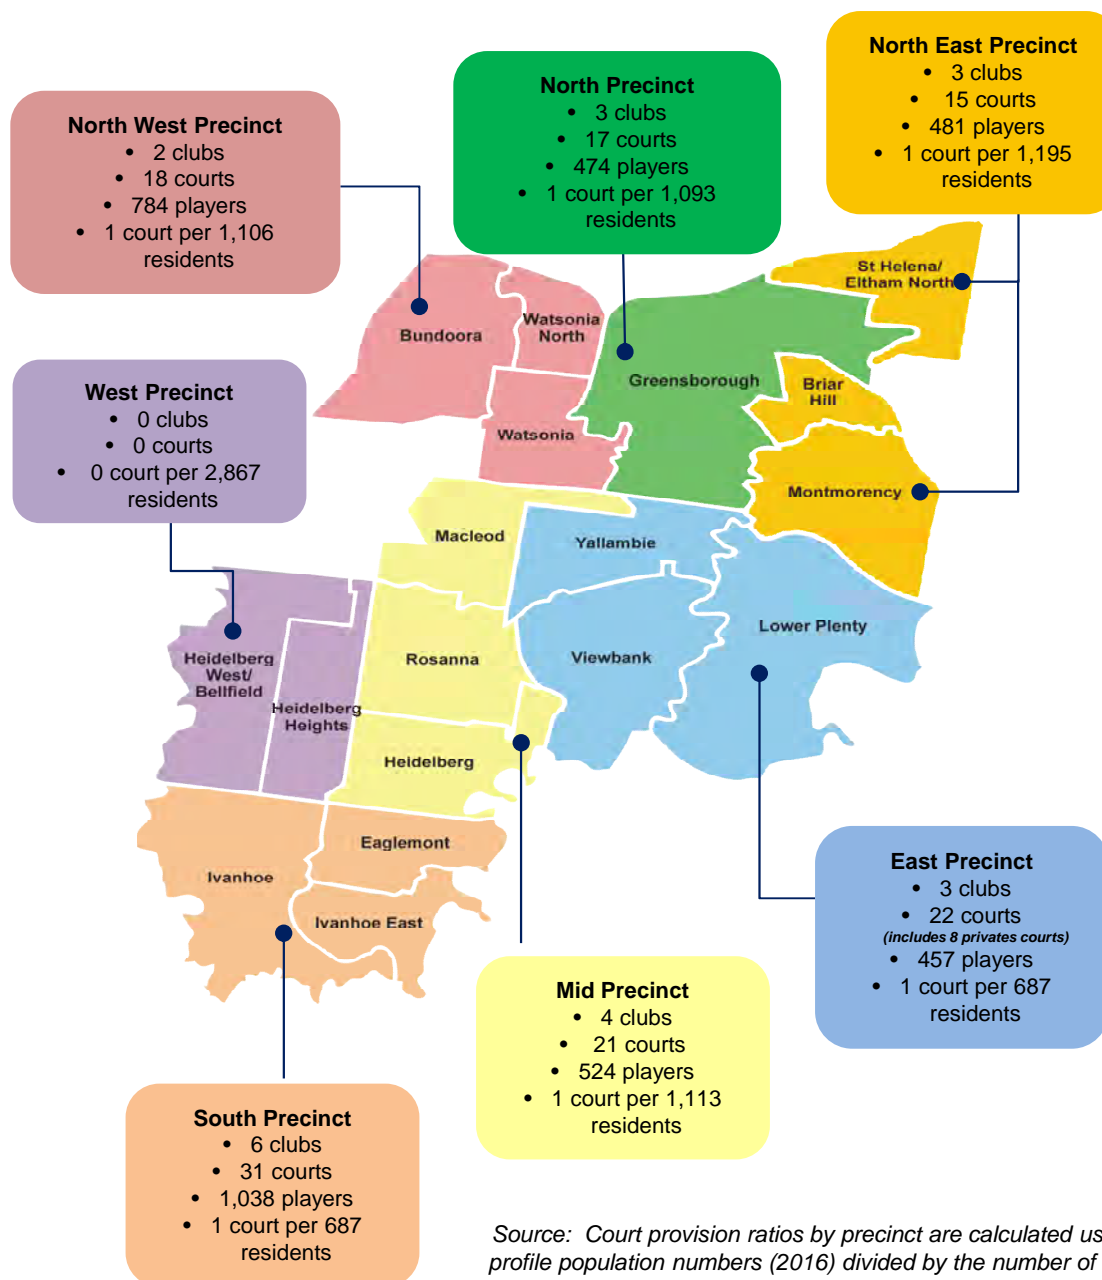 North East Precinct
• 3 clubs
• 15 courts
• 481 players
• 1 court per 1,195
residents
North Precinct
• 3 clubs
• 17 courts
• 474 players
• 1 court per 1,093
residents
North West Precinct
• 2 clubs
• 18 courts
• 784 players
• 1 court per 1,106
residents
St Helena/
Eltham North
Watsonia
North
Bundoora
Greensborough
Briar
Hill
West Precinct
• 0 clubs
• 0 courts
• 0 court per 2,867
residents
Watsonia
Montmorency
Macleod
Yallambie
Lower Plenty
Heidelberg
West/
Bellfield
Rosanna
Viewbank
Heidelberg
Heights
Heidelberg
Eaglemont
Ivanhoe
Ivanhoe East
East Precinct
• 3 clubs
• 22 courts
(includes 8 privates courts)
• 457 players
• 1 court per 687
residents
Mid Precinct
• 4 clubs
• 21 courts
• 524 players
• 1 court per 1,113
residents
South Precinct
• 6 clubs
• 31 courts
• 1,038 players
• 1 court per 687
residents
Source: Court provision ratios by precinct are calculated us
profile population numbers (2016) divided by the number of